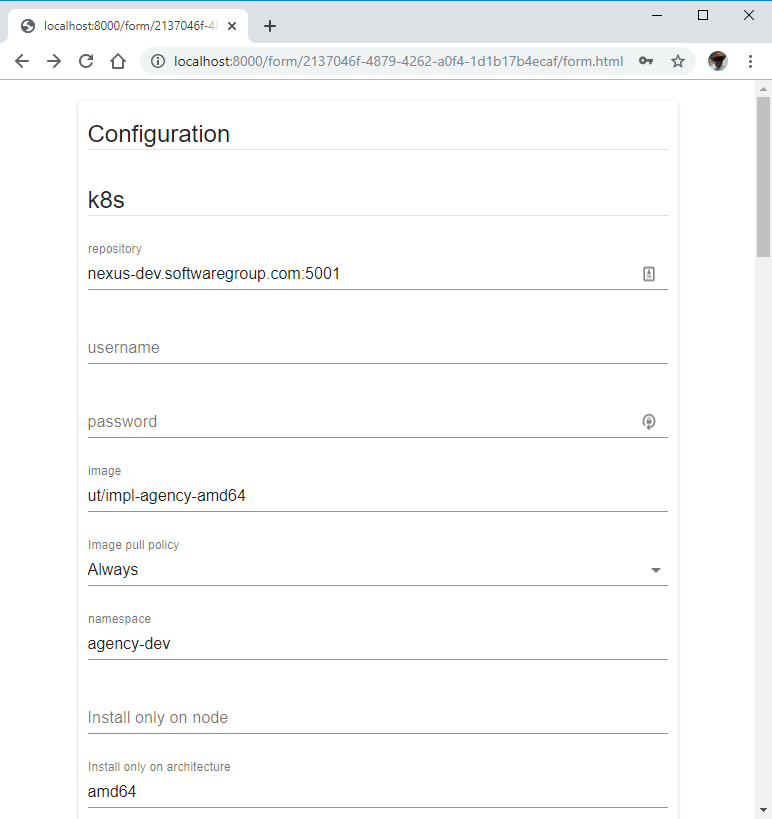 localhost:8000/form/2137046f-48
localhost:8000/form/2137046f-4879-4262-a0f4-1d1b17b4ecaf/form.html
Configuration
k8s
repository
nexus-dev.softwaregroup.com:5001
username
password
image
ut/impl-agency-amd64
Image pull policy
Always
namespace
agency-dev
Install only on node
Install only on architecture
amd64